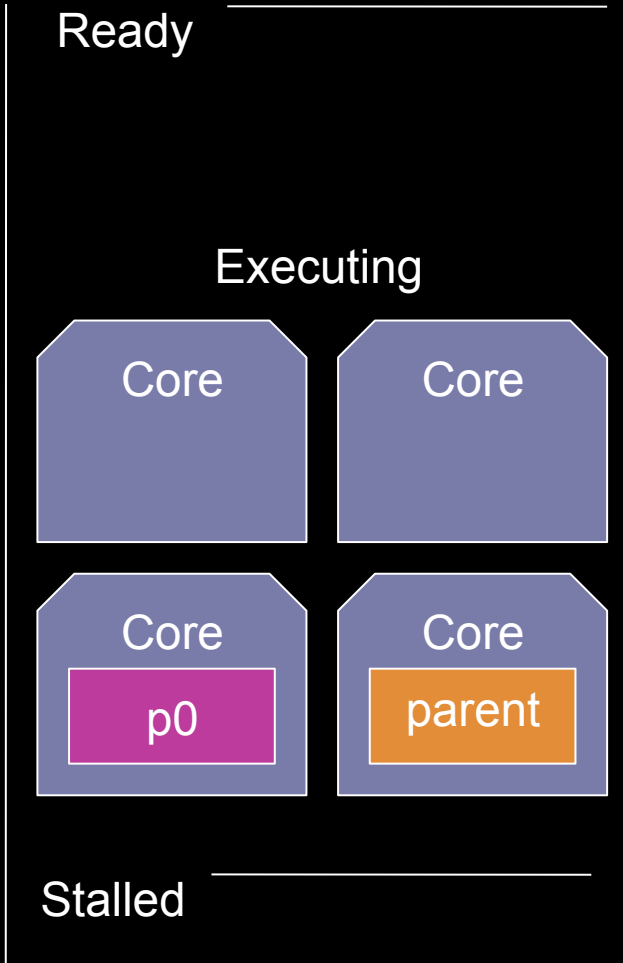 Ready
Executing
Core
Core
Core
Core
p0
parent
Stalled